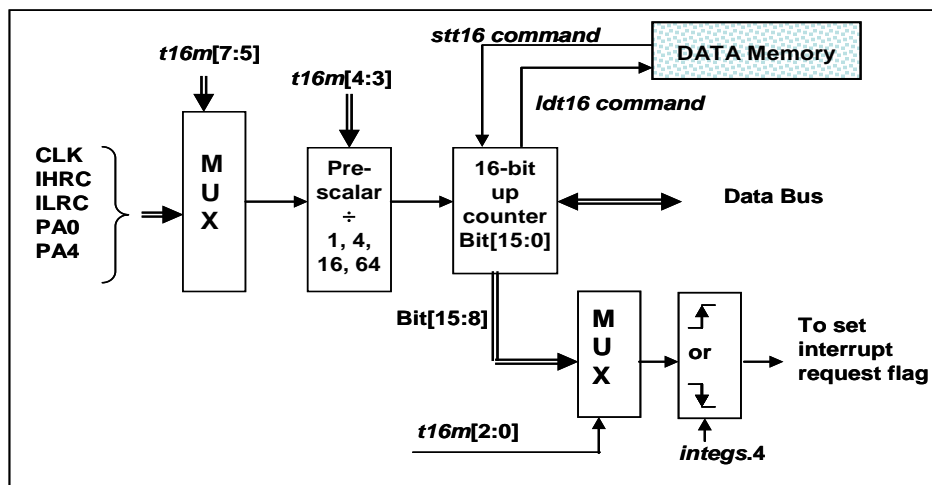 stt16 command
DATA Memory
t16m[7:5]
t16m[4:3]
ldt16 command
CLK
IHRC
ILRC
PA0
PA4
M
U
X
Pre-
scalar
÷
1, 4,
16, 64
16-bit
up
counter
Bit[15:0]
Data Bus
Bit[15:8]
M
U
X
or
To set
interrupt
request flag
t16m[2:0]
integs.4